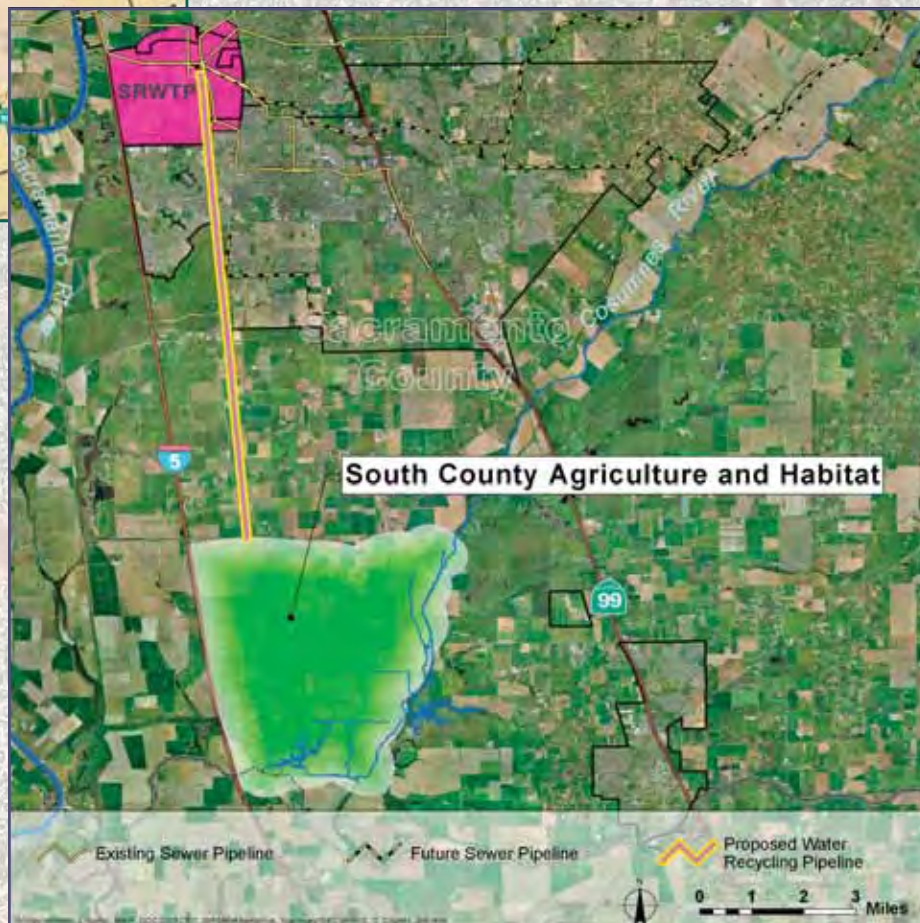 SRWTP
Sacramento River
Cosumnes River
Sacramento
County
5
South County Agriculture and Habitat
99
Existing Sewer Pipeline
Future Sewer Pipeline
Proposed Water
Recycling Pipeline
N
0 1 2 3
Miles